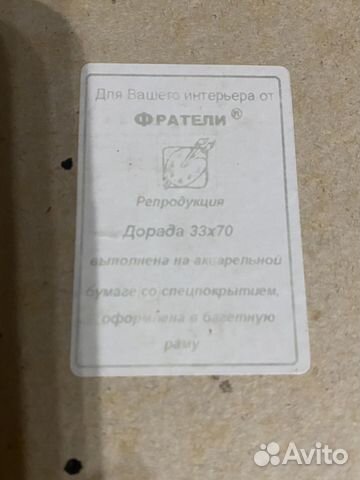 Для Вашего интерьера от
ФРАТЕЛИ ®
Репродукция
Дорада 33х70
выполнена на акварельной
бумаге со спецпокрытием,
оформлена в багетную
раму
Avito